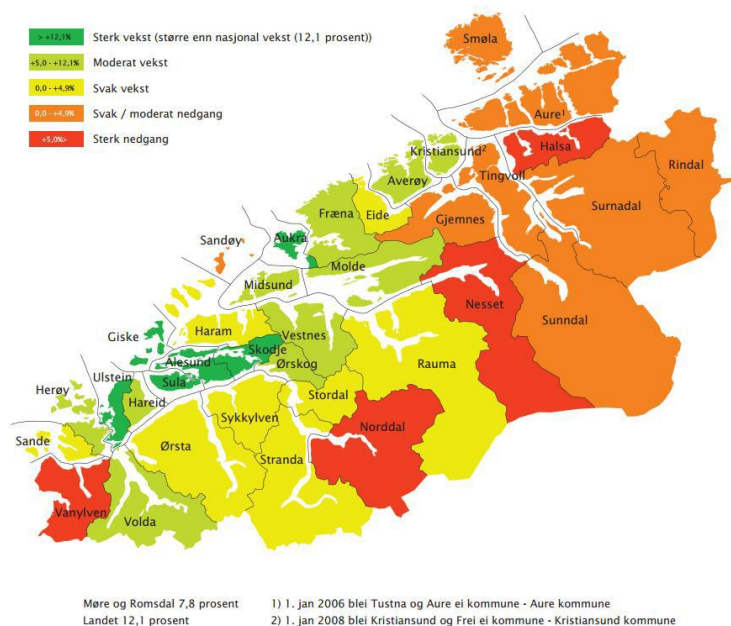 > +12,1% Sterk vekst (større enn nasjonal vekst (12,1 prosent))
+5,0 - +12,1% Moderat vekst
0,0 - +4,9% Svak vekst
0,0 - +4,9% Svak / moderat nedgang
+5,0%> Sterk nedgang
Smøla
Aure¹
Kristiansund²
Halsa
Averøy
Tingvoll
Rindal
Surnadal
Fræna
Eide
Gjemnes
Aukra
Sandøy
Molde
Midsund
Nesset
Sunndal
Giske
Haram
Vestnes
Skodje
Rauma
Ålesund
Ørskog
Ulstein
Sula
Herøy
Hareid
Stordal
Sykkylven
Norddal
Sande
Ørsta
Stranda
Vanylven
Volda
Møre og Romsdal 7,8 prosent 1) 1. jan 2006 blei Tustna og Aure ei kommune - Aure kommune
Landet 12,1 prosent 2) 1. jan 2008 blei Kristiansund og Frei ei kommune - Kristiansund kommune